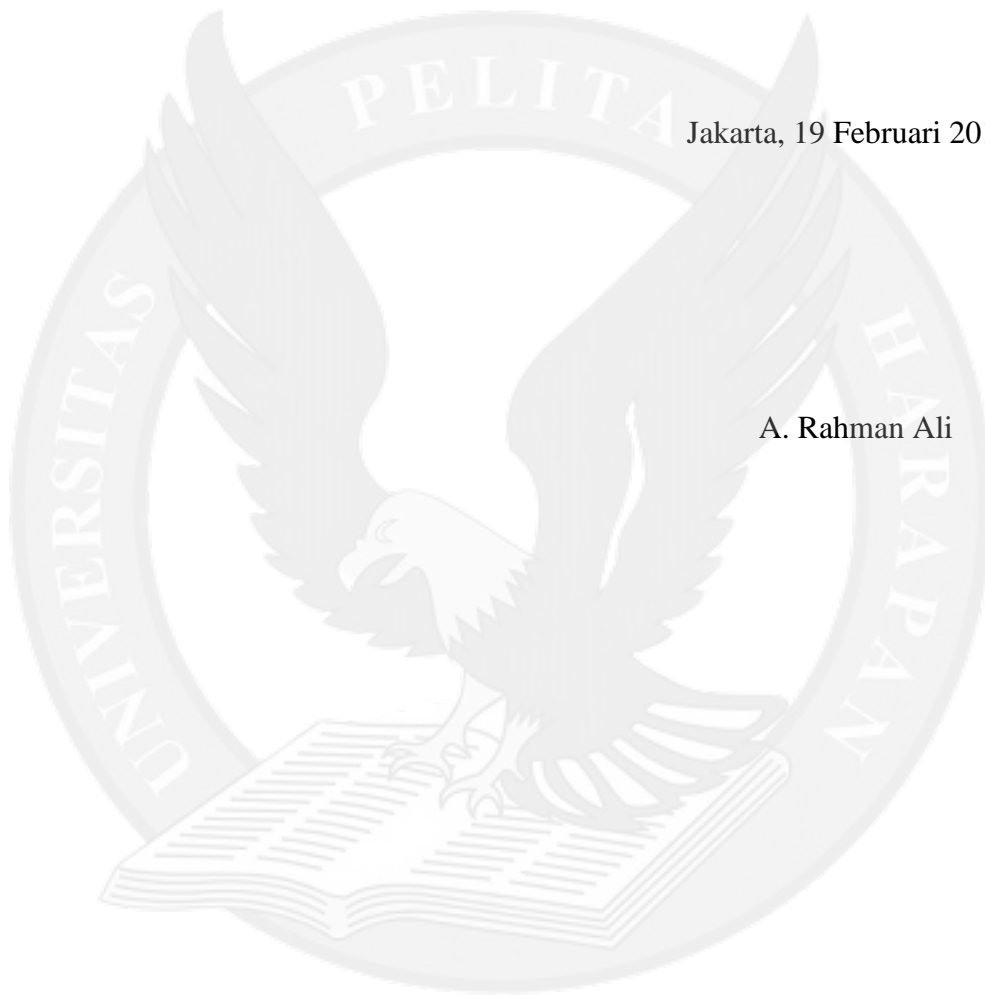 PELITA
Jakarta, 19 Februari 20
UNIVERSITAS
HARAPAN
A. Rahman Ali